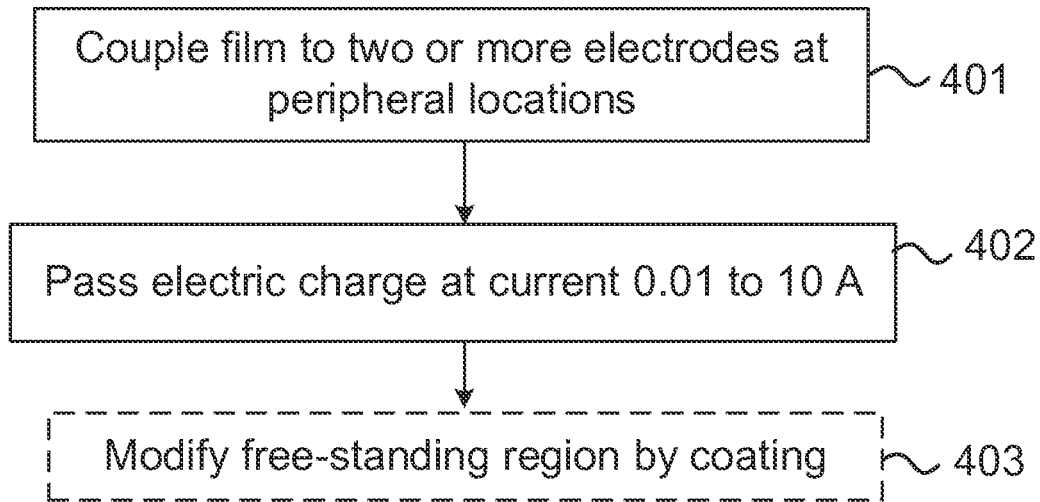 Couple film to two or more electrodes at
peripheral locations
401
Pass electric charge at current 0.01 to 10 A
402
Modify free-standing region by coating
403